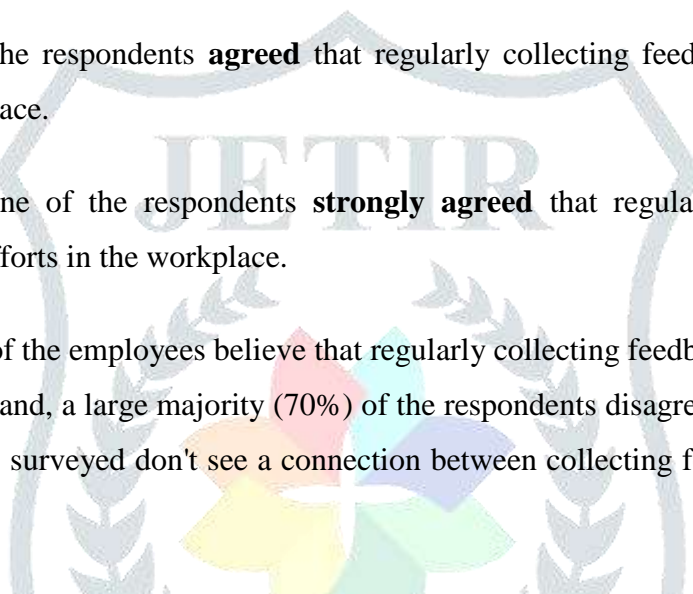 he respondents agreed that regularly collecting feed
ace.
JETIR
ne of the respondents strongly agreed that regula
fforts in the workplace.
of the employees believe that regularly collecting feedb
and, a large majority (70%) of the respondents disagre
surveyed don't see a connection between collecting f